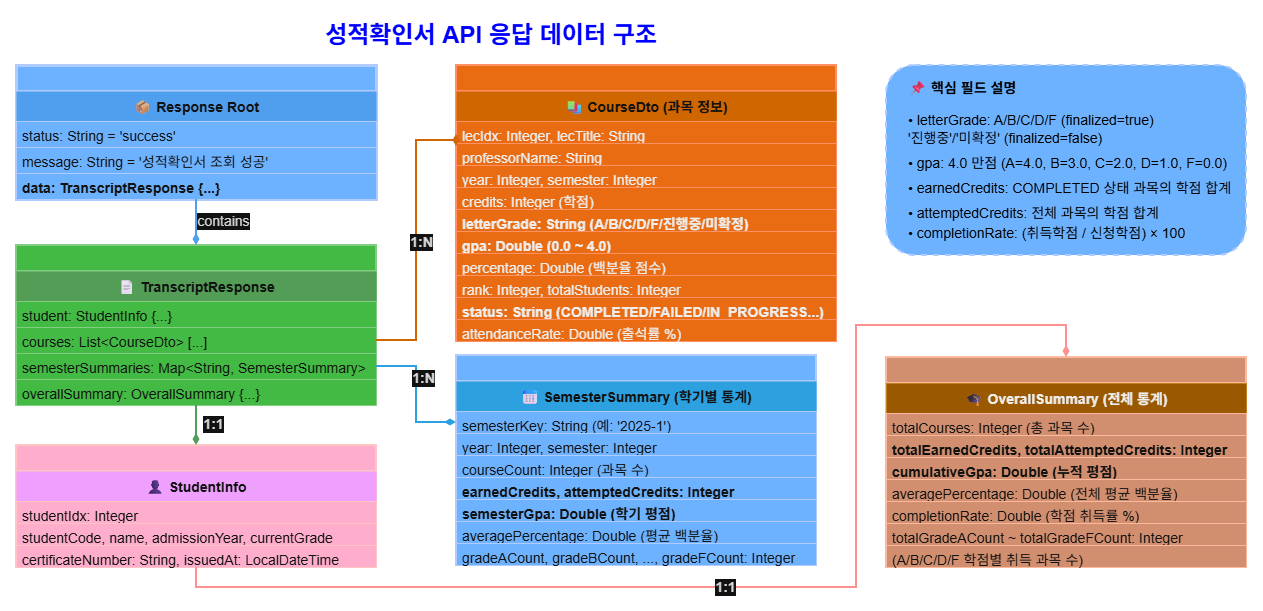 성적확인서 API 응답 데이터 구조
📦 Response Root
status: String = 'success'
message: String = '성적확인서 조회 성공'
data: TranscriptResponse {...}
contains
📄 TranscriptResponse
student: StudentInfo {...}
courses: List<CourseDto> [...]
semesterSummaries: Map<String, SemesterSummary>
overallSummary: OverallSummary {...}
1:1
👤 StudentInfo
studentIdx: Integer
studentCode, name, admissionYear, currentGrade
certificateNumber: String, issuedAt: LocalDateTime
1:N
📚 CourseDto (과목 정보)
lecIdx: Integer, lecTitle: String
professorName: String
year: Integer, semester: Integer
credits: Integer (학점)
letterGrade: String (A/B/C/D/F/진행중/미확정)
gpa: Double (0.0 ~ 4.0)
percentage: Double (백분율 점수)
rank: Integer, totalStudents: Integer
status: String (COMPLETED/FAILED/IN_PROGRESS...)
attendanceRate: Double (출석률 %)
1:N
📅 SemesterSummary (학기별 통계)
semesterKey: String (예: '2025-1')
year: Integer, semester: Integer
courseCount: Integer (과목 수)
earnedCredits, attemptedCredits: Integer
semesterGpa: Double (학기 평점)
averagePercentage: Double (평균 백분율)
gradeACount, gradeBCount, ..., gradeFCount: Integer
1:1
📌 핵심 필드 설명
• letterGrade: A/B/C/D/F (finalized=true)
'진행중'/'미확정' (finalized=false)
• gpa: 4.0 만점 (A=4.0, B=3.0, C=2.0, D=1.0, F=0.0)
• earnedCredits: COMPLETED 상태 과목의 학점 합계
• attemptedCredits: 전체 과목의 학점 합계
• completionRate: (취득학점 / 신청학점) × 100
🎓 OverallSummary (전체 통계)
totalCourses: Integer (총 과목 수)
totalEarnedCredits, totalAttemptedCredits: Integer
cumulativeGpa: Double (누적 평점)
averagePercentage: Double (전체 평균 백분율)
completionRate: Double (학점 취득률 %)
totalGradeACount ~ totalGradeFCount: Integer
(A/B/C/D/F 학점별 취득 과목 수)